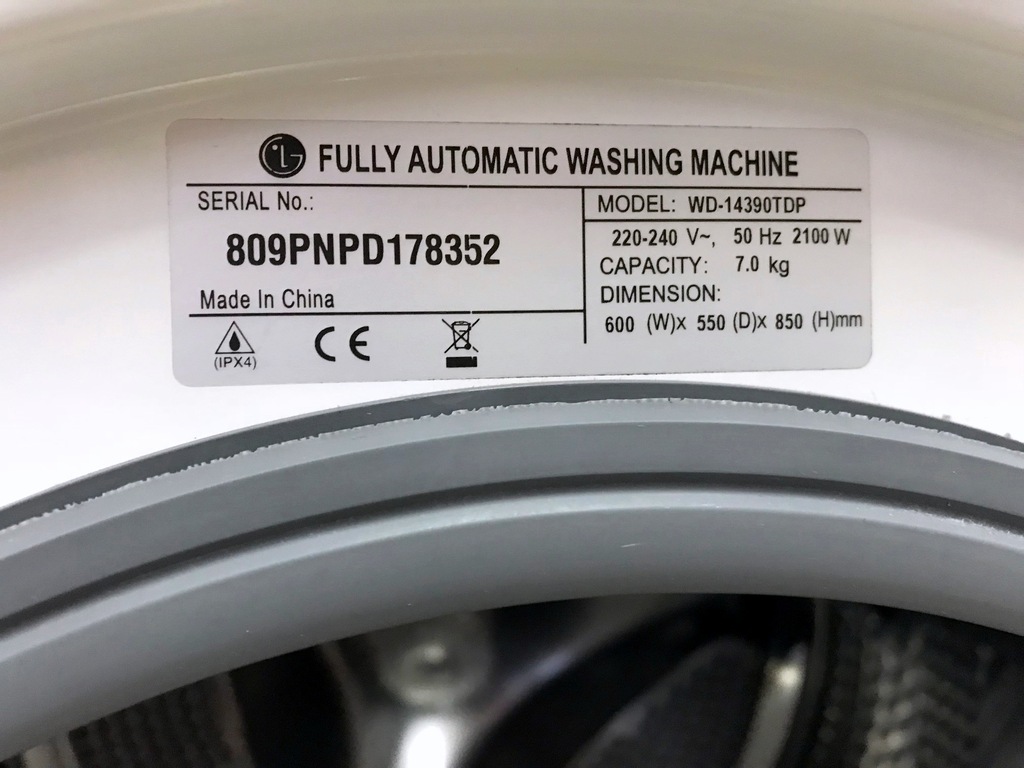 LG FULLY AUTOMATIC WASHING MACHINE
SERIAL No.:
809PNPD178352
Made In China
MODEL: WD-14390TDP
220-240 V~, 50 Hz 2100 W
CAPACITY: 7.0 kg
DIMENSION:
600 (W)x 550 (D)x 850 (H)mm
(IPX4)
CE